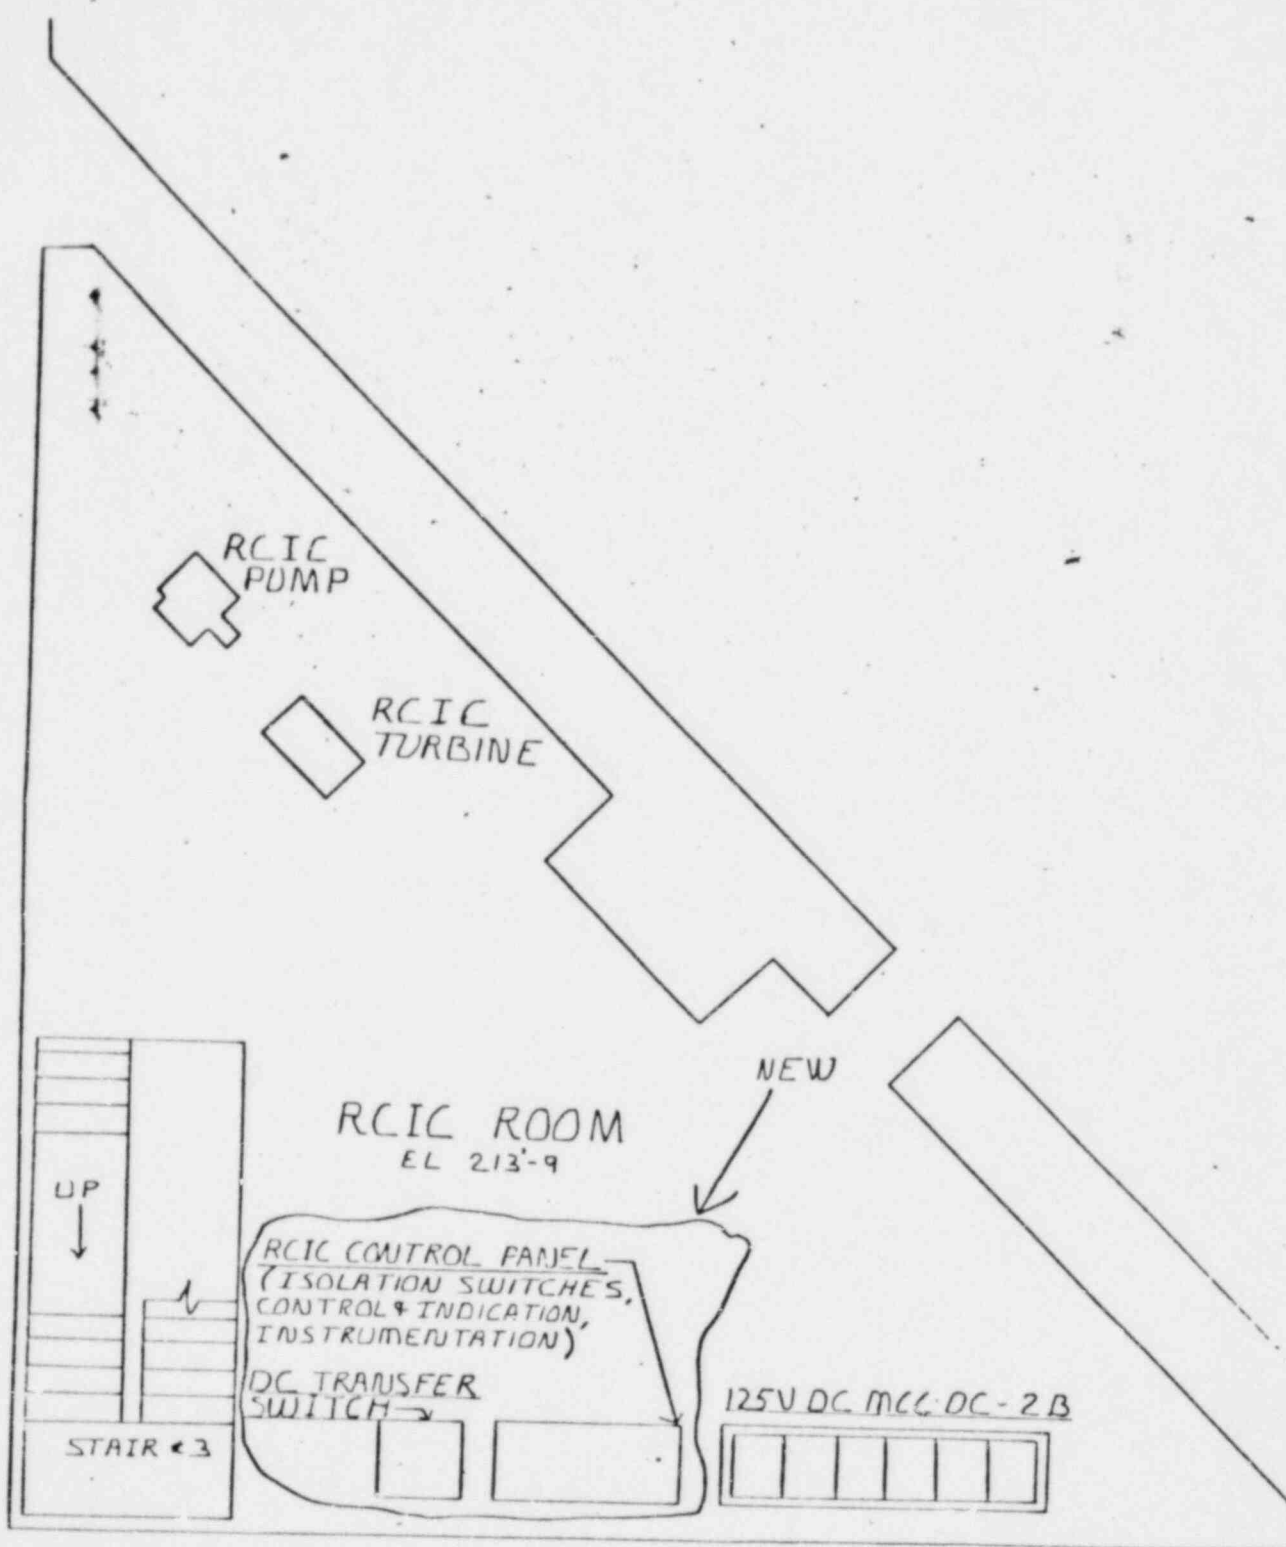 RCIC
PUMP
RCIC
TURBINE
NEW
RCIC ROOM
EL 213'-9
UP
RCIC CONTROL PANEL
(ISOLATION SWITCHES,
CONTROL & INDICATION,
INSTRUMENTATION)
DC TRANSFER
SWITCH
125V DC MCC-DC-2B
STAIR #3